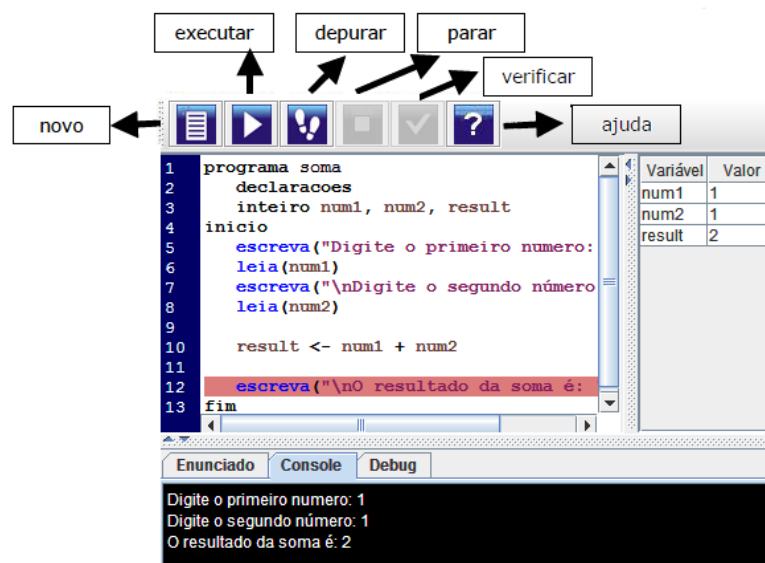 executar
depurar
parar
verificar
novo
?
ajuda
1 programa soma
2 declaracoes
3 inteiro num1, num2, result
4 inicio
5 escreva("Digite o primeiro numero:
6 leia(num1)
7 escreva("\nDigite o segundo número
8 leia(num2)
9
10 result <- num1 + num2
11
12 escreva("\nO resultado da soma é:
13 fim
Variável Valor
num1 1
num2 1
result 2
Enunciado Console Debug
Digite o primeiro numero: 1
Digite o segundo número: 1
O resultado da soma é: 2